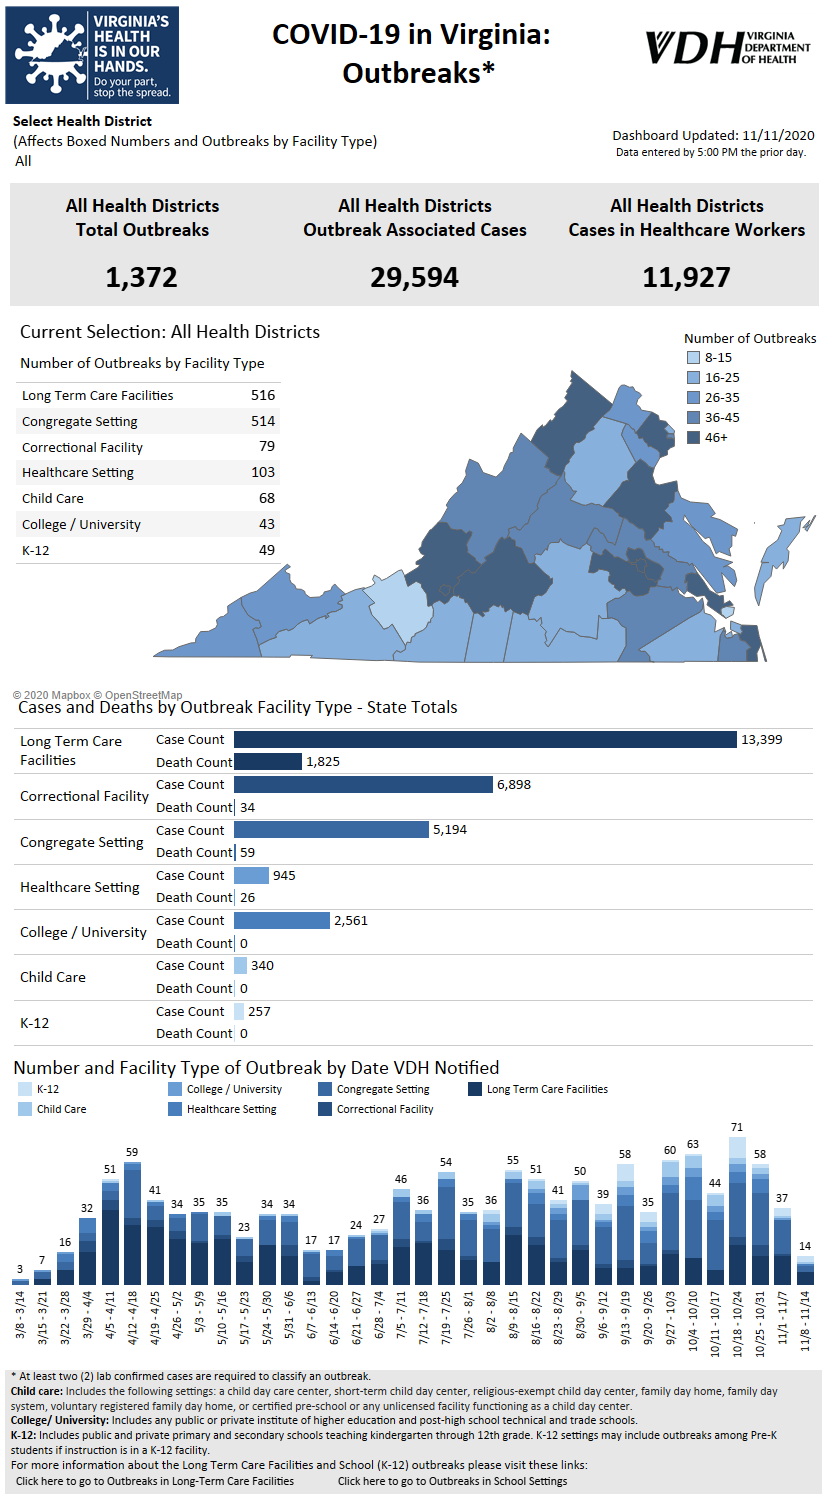 VIRGINIA'S
HEALTH
IS IN OUR
HANDS.
Do your part,
stop the spread.
COVID-19 in Virginia:
Outbreaks*
VDH VIRGINIA
DEPARTMENT
OF HEALTH
Select Health District
(Affects Boxed Numbers and Outbreaks by Facility Type)
All
Dashboard Updated: 11/11/2020
Data entered by 5:00 PM the prior day.
All Health Districts
Total Outbreaks
1,372
All Health Districts
Outbreak Associated Cases
29,594
All Health Districts
Cases in Healthcare Workers
11,927
Current Selection: All Health Districts
Number of Outbreaks by Facility Type
Long Term Care Facilities 516
Congregate Setting 514
Correctional Facility 79
Healthcare Setting 103
Child Care 68
College / University 43
K-12 49
Number of Outbreaks
8-15
16-25
26-35
36-45
46+
© 2020 Mapbox © OpenStreetMap
Cases and Deaths by Outbreak Facility Type - State Totals
Long Term Care
Facilities
Case Count 13,399
Death Count 1,825
Correctional Facility
Case Count 6,898
Death Count 34
Congregate Setting
Case Count 5,194
Death Count 59
Healthcare Setting
Case Count 945
Death Count 26
College / University
Case Count 2,561
Death Count 0
Child Care
Case Count 340
Death Count 0
K-12
Case Count 257
Death Count 0
Number and Facility Type of Outbreak by Date VDH Notified
K-12 College / University Congregate Setting Long Term Care Facilities
Child Care Healthcare Setting Correctional Facility
3 7 16 32 51 59 41 34 35 35 23 34 34 17 17 24 27 46 36 54 35 36 55 51 41 50 39 58 35 60 63 44 71 58 37 14
3/8 - 3/14
3/15 - 3/21
3/22 - 3/28
3/29 - 4/4
4/5 - 4/11
4/12 - 4/18
4/19 - 4/25
4/26 - 5/2
5/3 - 5/9
5/10 - 5/16
5/17 - 5/23
5/24 - 5/30
5/31 - 6/6
6/7 - 6/13
6/14 - 6/20
6/21 - 6/27
6/28 - 7/4
7/5 - 7/11
7/12 - 7/18
7/19 - 7/25
7/26 - 8/1
8/2 - 8/8
8/9 - 8/15
8/16 - 8/22
8/23 - 8/29
8/30 - 9/5
9/6 - 9/12
9/13 - 9/19
9/20 - 9/26
9/27 - 10/3
10/4 - 10/10
10/11 - 10/17
10/18 - 10/24
10/25 - 10/31
11/1 - 11/7
11/8 - 11/14
* At least two (2) lab confirmed cases are required to classify an outbreak.
Child care: Includes the following settings: a child day care center, short-term child day center, religious-exempt child day center, family day home, family day
system, voluntary registered family day home, or certified pre-school or any unlicensed facility functioning as a child day center.
College/ University: Includes any public or private institute of higher education and post-high school technical and trade schools.
K-12: Includes public and private primary and secondary schools teaching kindergarten through 12th grade. K-12 settings may include outbreaks among Pre-K
students if instruction is in a K-12 facility.
For more information about the Long Term Care Facilities and School (K-12) outbreaks please visit these links:
Click here to go to Outbreaks in Long-Term Care Facilities Click here to go to Outbreaks in School Settings